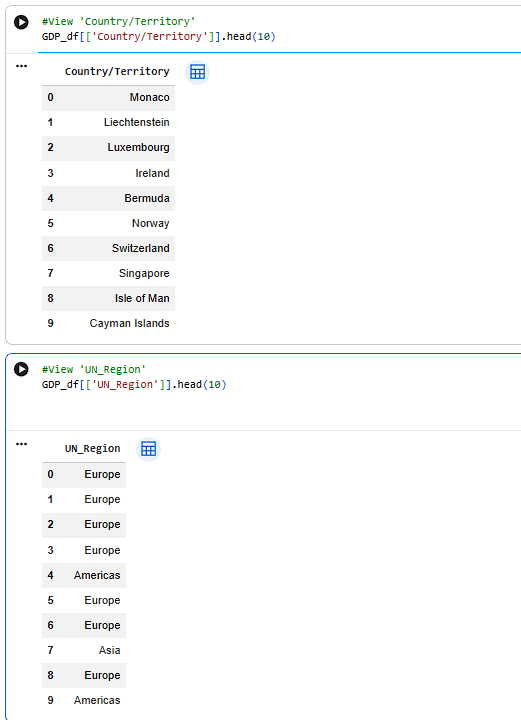 #View 'Country/Territory'
GDP_df[['Country/Territory']].head(10)
Country/Territory
0 Monaco
1 Liechtenstein
2 Luxembourg
3 Ireland
4 Bermuda
5 Norway
6 Switzerland
7 Singapore
8 Isle of Man
9 Cayman Islands
#View 'UN_Region'
GDP_df[['UN_Region']].head(10)
UN_Region
0 Europe
1 Europe
2 Europe
3 Europe
4 Americas
5 Europe
6 Europe
7 Asia
8 Europe
9 Americas